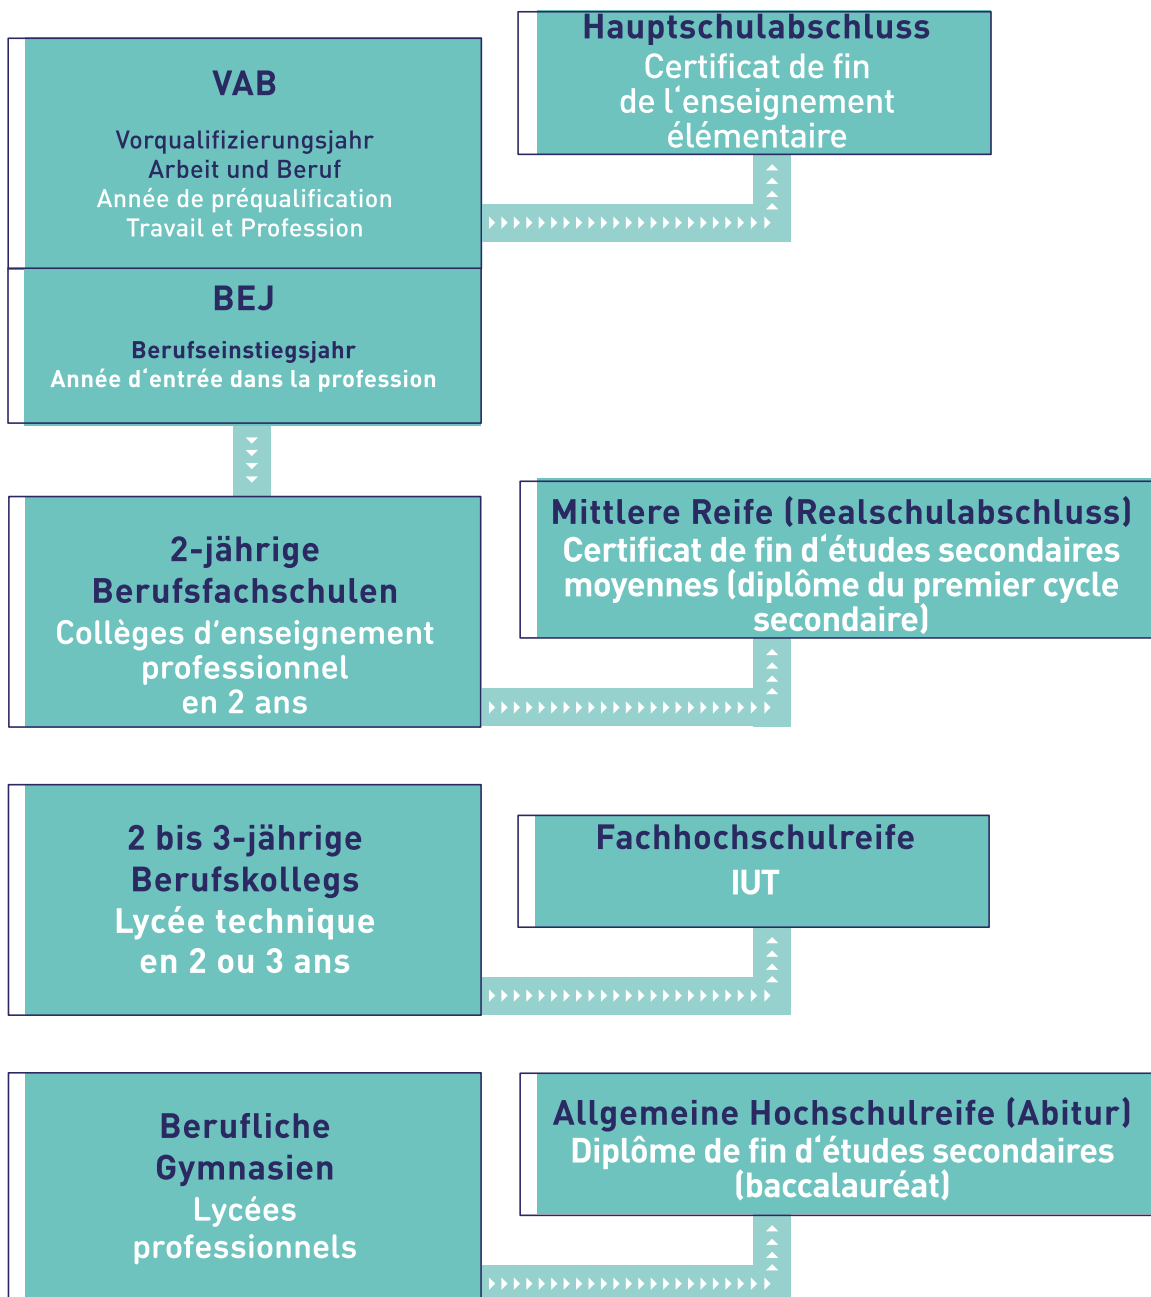 VAB
Vorqualifizierungsjahr
Arbeit und Beruf
Année de préqualification
Travail et Profession
Hauptschulabschluss
Certificat de fin
de l‘enseignement
élémentaire
BEJ
Berufseinstiegsjahr
Année d‘entrée dans la profession
2-jährige
Berufsfachschulen
Collèges d’enseignement
professionnel
en 2 ans
Mittlere Reife (Realschulabschluss)
Certificat de fin d‘études secondaires
moyennes (diplôme du premier cycle
secondaire)
2 bis 3-jährige
Berufskollegs
Lycée technique
en 2 ou 3 ans
Fachhochschulreife
IUT
Berufliche
Gymnasien
Lycées
professionnels
Allgemeine Hochschulreife (Abitur)
Diplôme de fin d‘études secondaires
(baccalauréat)